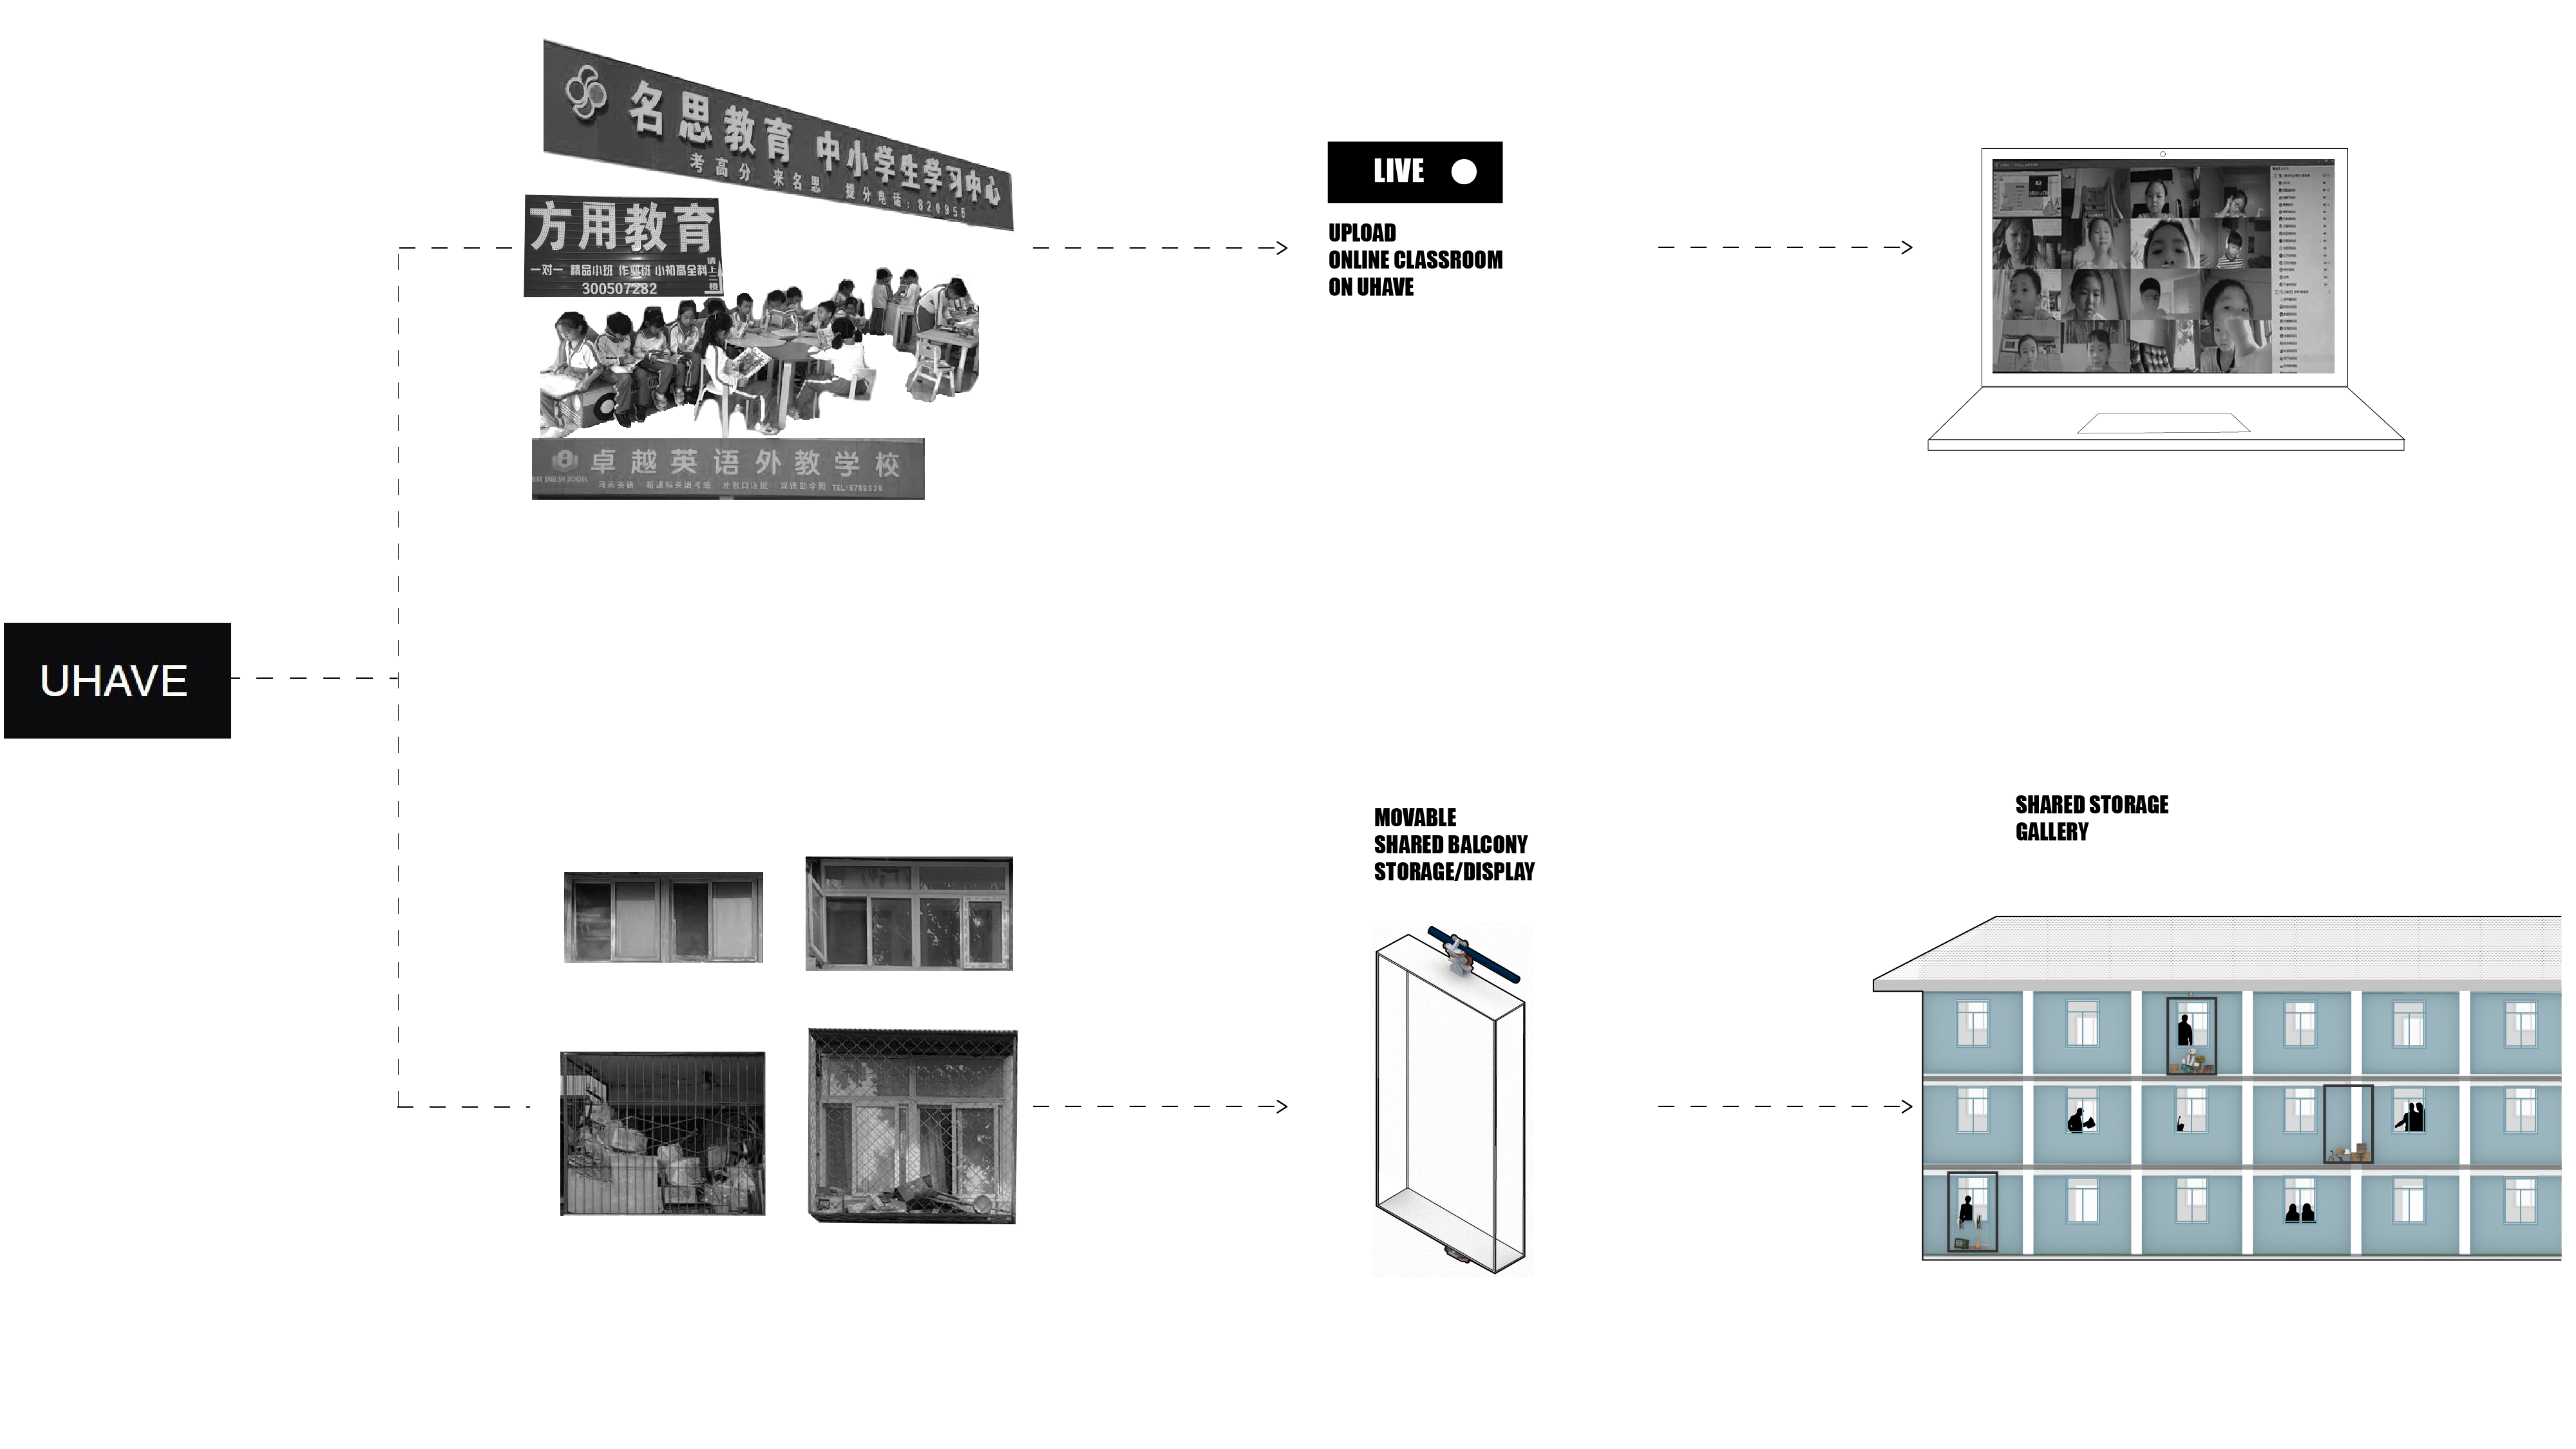 名思教育 中小学生学习中心
考高分 来名思 提分电话:820955
方用教育
一对一 精品小班 作业班 小初高全科
请上二楼
300507282
卓越英语外教学校
TEL:8780629
LIVE
UPLOAD
ONLINE CLASSROOM
ON UHAVE
UHAVE
MOVABLE
SHARED BALCONY
STORAGE/DISPLAY
SHARED STORAGE
GALLERY